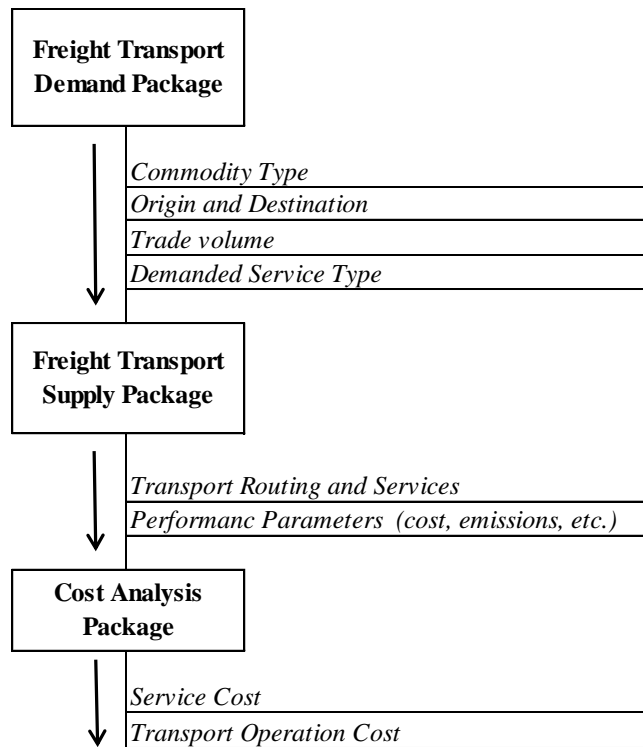 Freight Transport
Demand Package
Commodity Type
Origin and Destination
Trade volume
Demanded Service Type
Freight Transport
Supply Package
Transport Routing and Services
Performanc Parameters  (cost, emissions, etc.)
Cost Analysis
Package
Service Cost
Transport Operation Cost